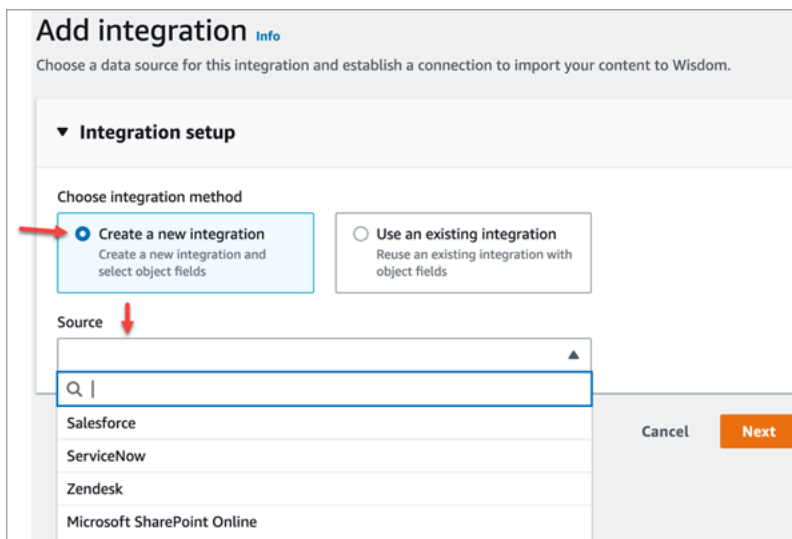 Add integration Info
Choose a data source for this integration and establish a connection to import your content to Wisdom.
Integration setup
Choose integration method
Create a new integration
Create a new integration and
select object fields
Use an existing integration
Reuse an existing integration with
object fields
Source
Salesforce
ServiceNow
Zendesk
Microsoft SharePoint Online
Cancel
Next